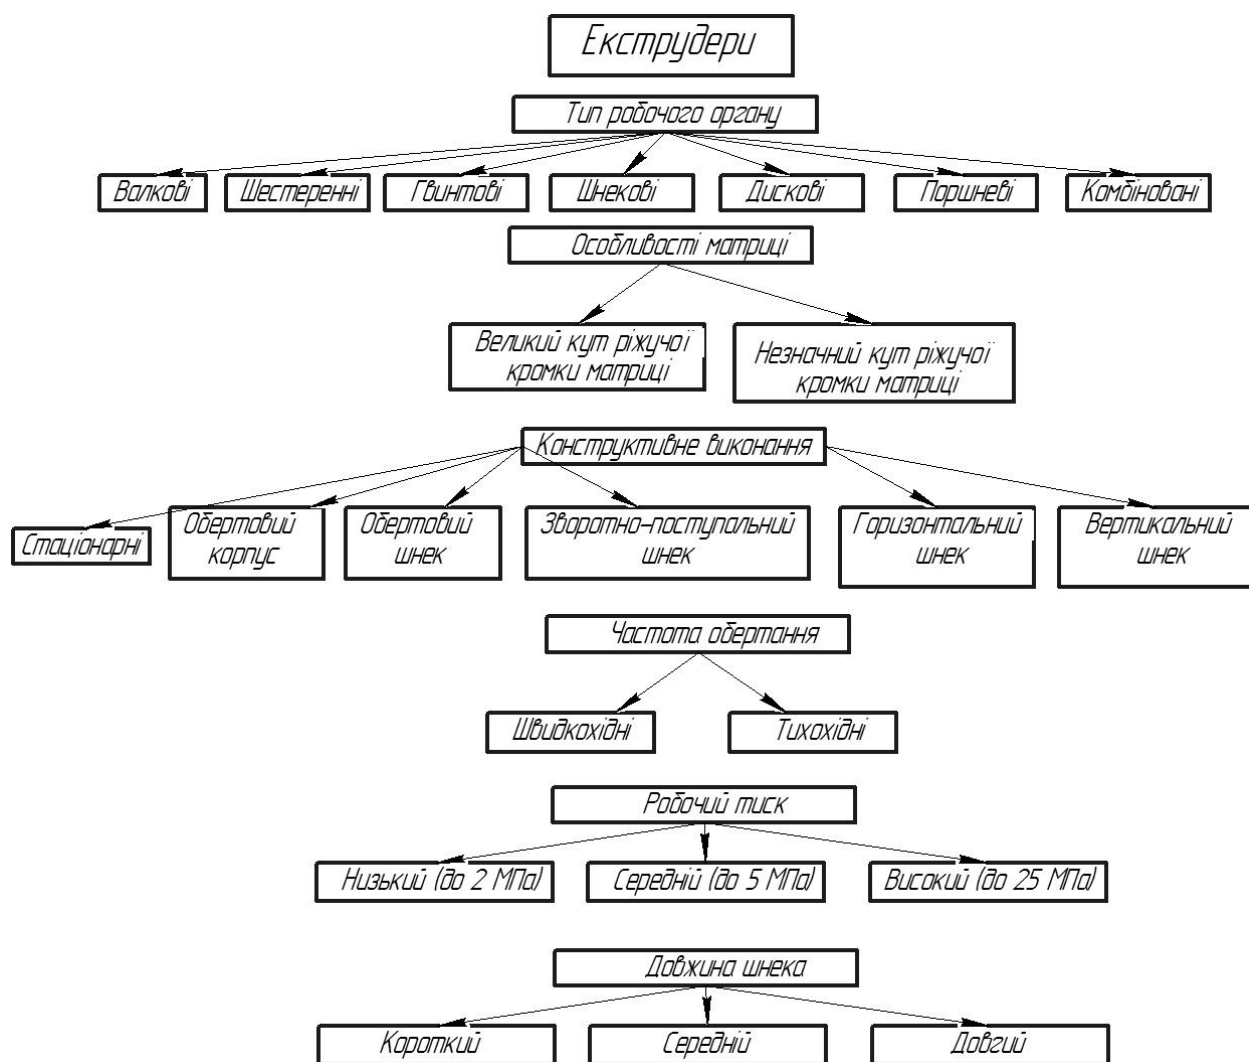 Екструдери
Тип робочого органу
Валкові
Шестеренні
Гвинтові
Шнекові
Дискові
Поршневі
Комбіновані
Особливості матриці
Великий кут ріжучої
кромки матриці
Незначний кут ріжучої
кромки матриці
Конструктивне виконання
Стаціонарні
Обертовий
корпус
Обертовий
шнек
Зворотно-поступальний
шнек
Горизонтальний
шнек
Вертикальний
шнек
Частота обертання
Швидкохідні
Тихохідні
Робочий тиск
Низький (до 2 МПа)
Середній (до 5 МПа)
Високий (до 25 МПа)
Довжина шнека
Короткий
Середній
Довгий